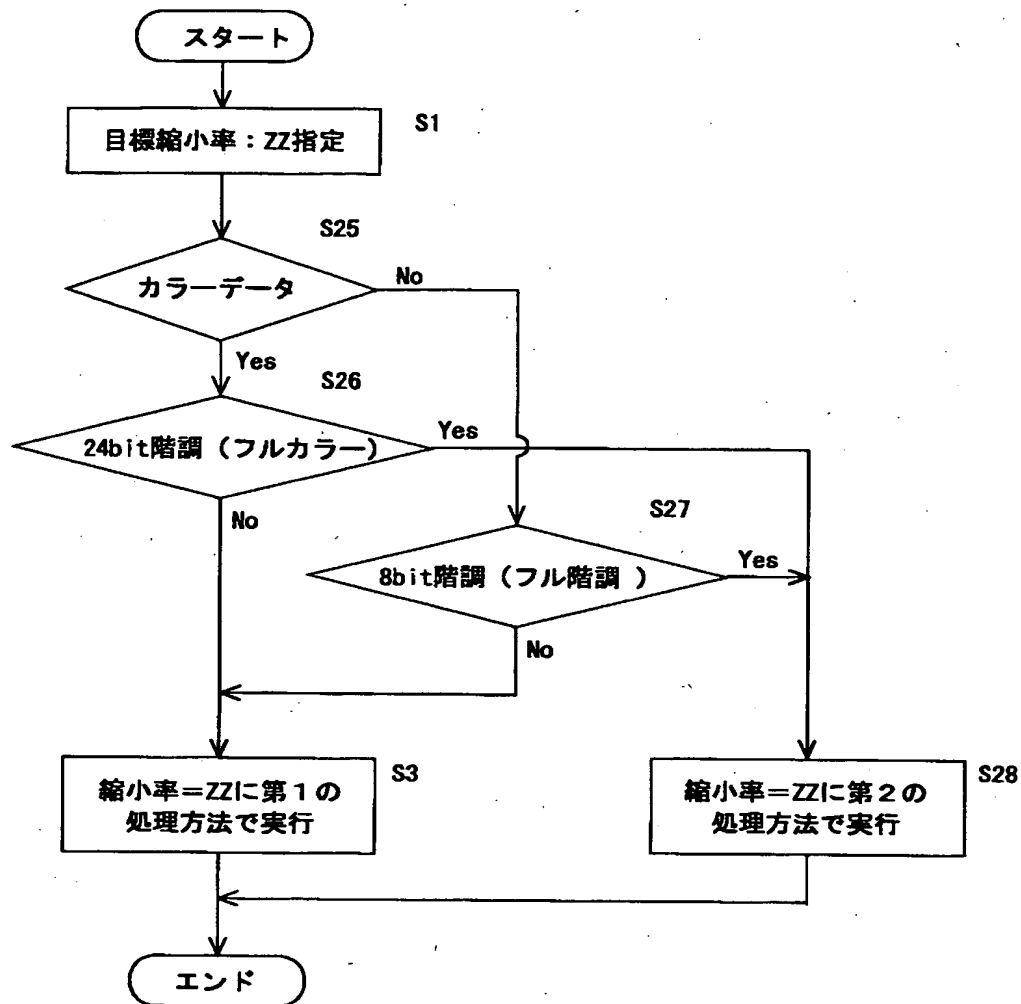 スタート
目標縮小率：ZZ指定
S1
S25
カラーデータ
No
Yes
S26
24bit階調（フルカラー）
Yes
No
S27
8bit階調（フル階調）
Yes
No
縮小率＝ZZに第１の
処理方法で実行
S3
縮小率＝ZZに第２の
処理方法で実行
S28
エンド